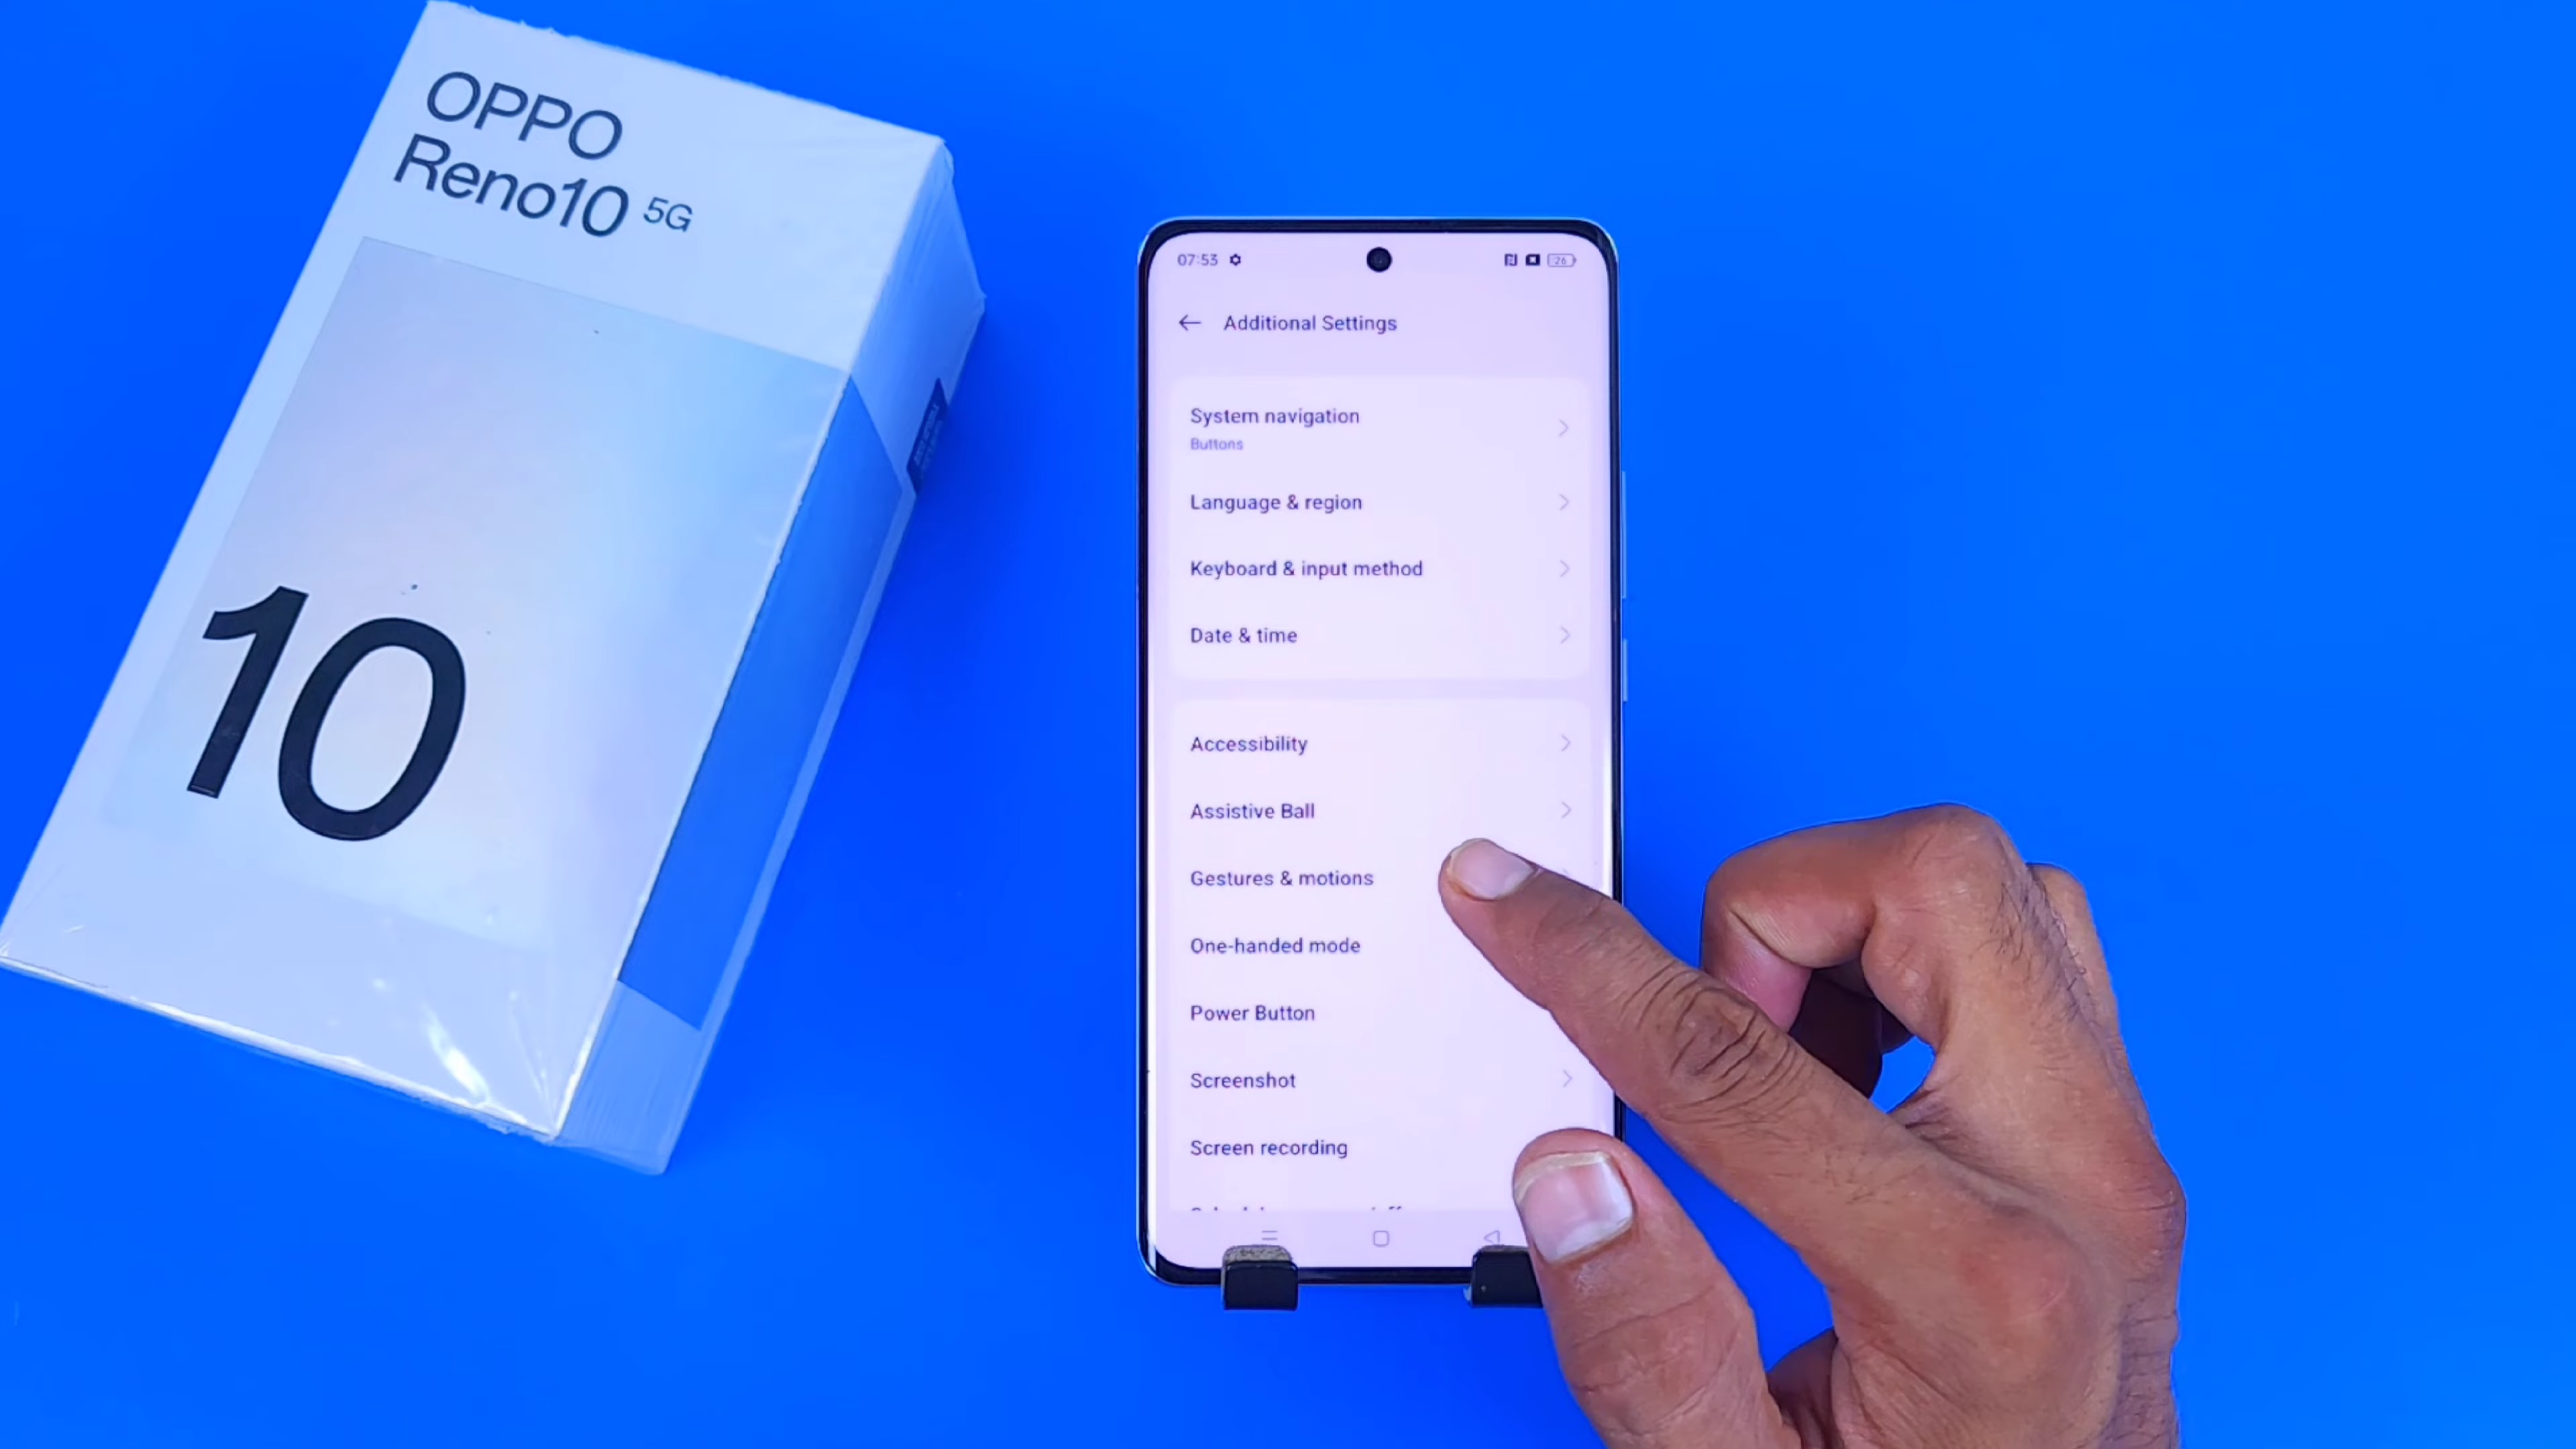 OPPO
Reno10 5G
10
07:53
26
Additional Settings
System navigation
Buttons
Language & region
Keyboard & input method
Date & time
Accessibility
Assistive Ball
Gestures & motions
One-handed mode
Power Button
Screenshot
Screen recording